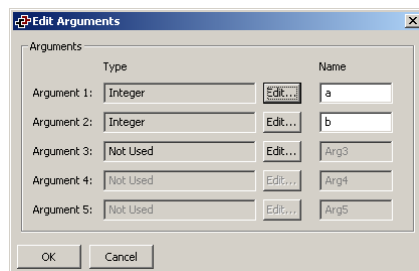 Edit Arguments
Arguments
Type Name
Argument 1: Integer Edit... a
Argument 2: Integer Edit... b
Argument 3: Not Used Edit... Arg3
Argument 4: Not Used Edit... Arg4
Argument 5: Not Used Edit... Arg5
OK Cancel